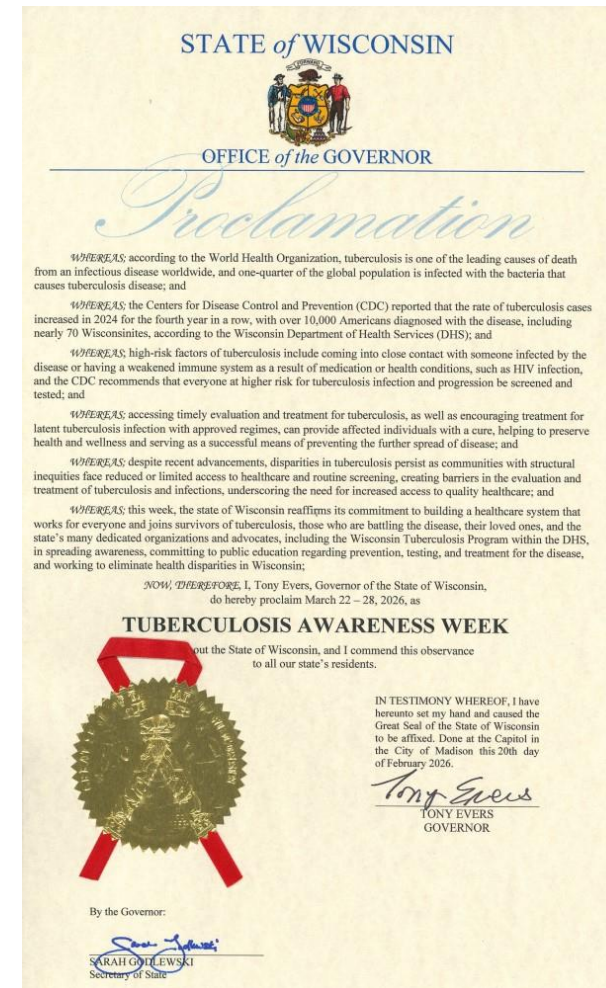 STATE of WISCONSIN
FORWARD
OFFICE of the GOVERNOR
Proclamation
WHEREAS; according to the World Health Organization, tuberculosis is one of the leading causes of death
from an infectious disease worldwide, and one-quarter of the global population is infected with the bacteria that
causes tuberculosis disease; and
WHEREAS; the Centers for Disease Control and Prevention (CDC) reported that the rate of tuberculosis cases
increased in 2024 for the fourth year in a row, with over 10,000 Americans diagnosed with the disease, including
nearly 70 Wisconsinites, according to the Wisconsin Department of Health Services (DHS); and
WHEREAS; high-risk factors of tuberculosis include coming into close contact with someone infected by the
disease or having a weakened immune system as a result of medication or health conditions, such as HIV infection,
and the CDC recommends that everyone at higher risk for tuberculosis infection and progression be screened and
tested; and
WHEREAS; accessing timely evaluation and treatment for tuberculosis, as well as encouraging treatment for
latent tuberculosis infection with approved regimes, can provide affected individuals with a cure, helping to preserve
health and wellness and serving as a successful means of preventing the further spread of disease; and
WHEREAS; despite recent advancements, disparities in tuberculosis persist as communities with structural
inequities face reduced or limited access to healthcare and routine screening, creating barriers in the evaluation and
treatment of tuberculosis and infections, underscoring the need for increased access to quality healthcare; and
WHEREAS; this week, the state of Wisconsin reaffirms its commitment to building a healthcare system that
works for everyone and joins survivors of tuberculosis, those who are battling the disease, their loved ones, and the
state's many dedicated organizations and advocates, including the Wisconsin Tuberculosis Program within the DHS,
in spreading awareness, committing to public education regarding prevention, testing, and treatment for the disease,
and working to eliminate health disparities in Wisconsin;
NOW, THEREFORE, I, Tony Evers, Governor of the State of Wisconsin,
do hereby proclaim March 22 – 28, 2026, as
TUBERCULOSIS AWARENESS WEEK
out the State of Wisconsin, and I commend this observance
to all our state's residents.
IN TESTIMONY WHEREOF, I have
hereunto set my hand and caused the
Great Seal of the State of Wisconsin
to be affixed. Done at the Capitol in
the City of Madison this 20th day
of February 2026.
Tony Evers
TONY EVERS
GOVERNOR
By the Governor:
Sarah Godlewski
SARAH GODLEWSKI
Secretary of State